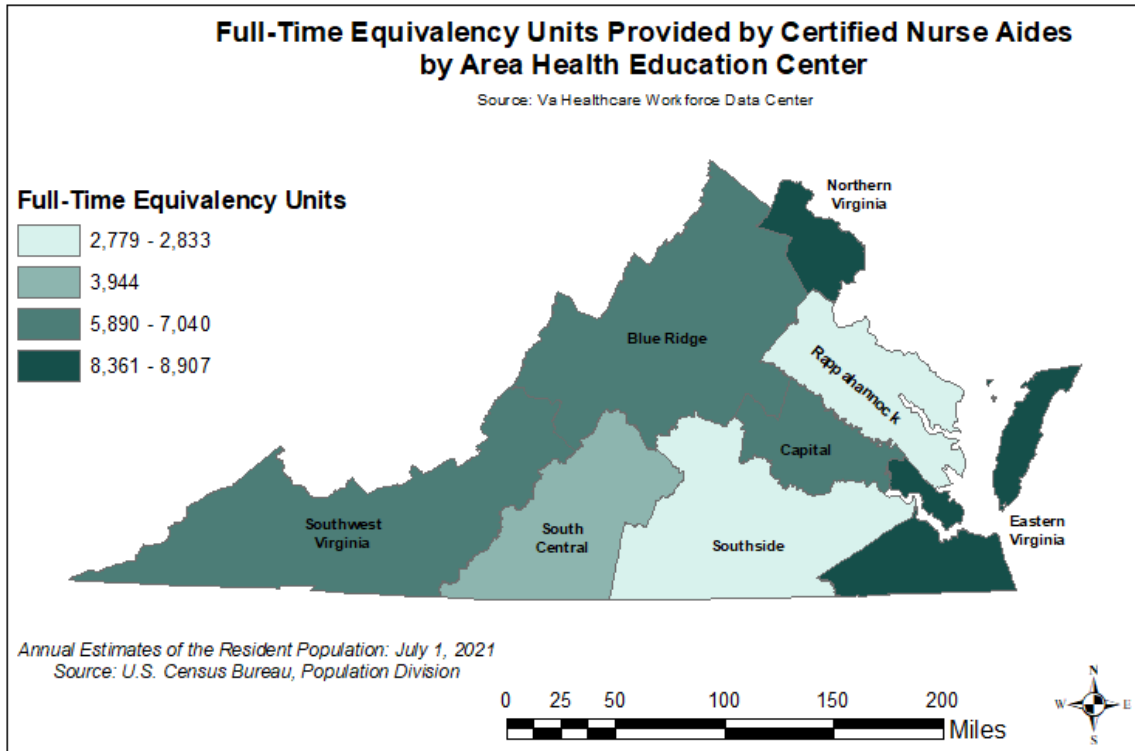 Full-Time Equivalency Units Provided by Certified Nurse Aides
by Area Health Education Center
Source: Va Healthcare Workforce Data Center
Full-Time Equivalency Units
2,779 - 2,833
3,944
5,890 - 7,040
8,361 - 8,907
Northern
Virginia
Blue Ridge
Rappahannock
Capital
Southwest
Virginia
South
Central
Southside
Eastern
Virginia
Annual Estimates of the Resident Population: July 1, 2021
Source: U.S. Census Bureau, Population Division
0 25 50 100 150 200
Miles
N
W E
S